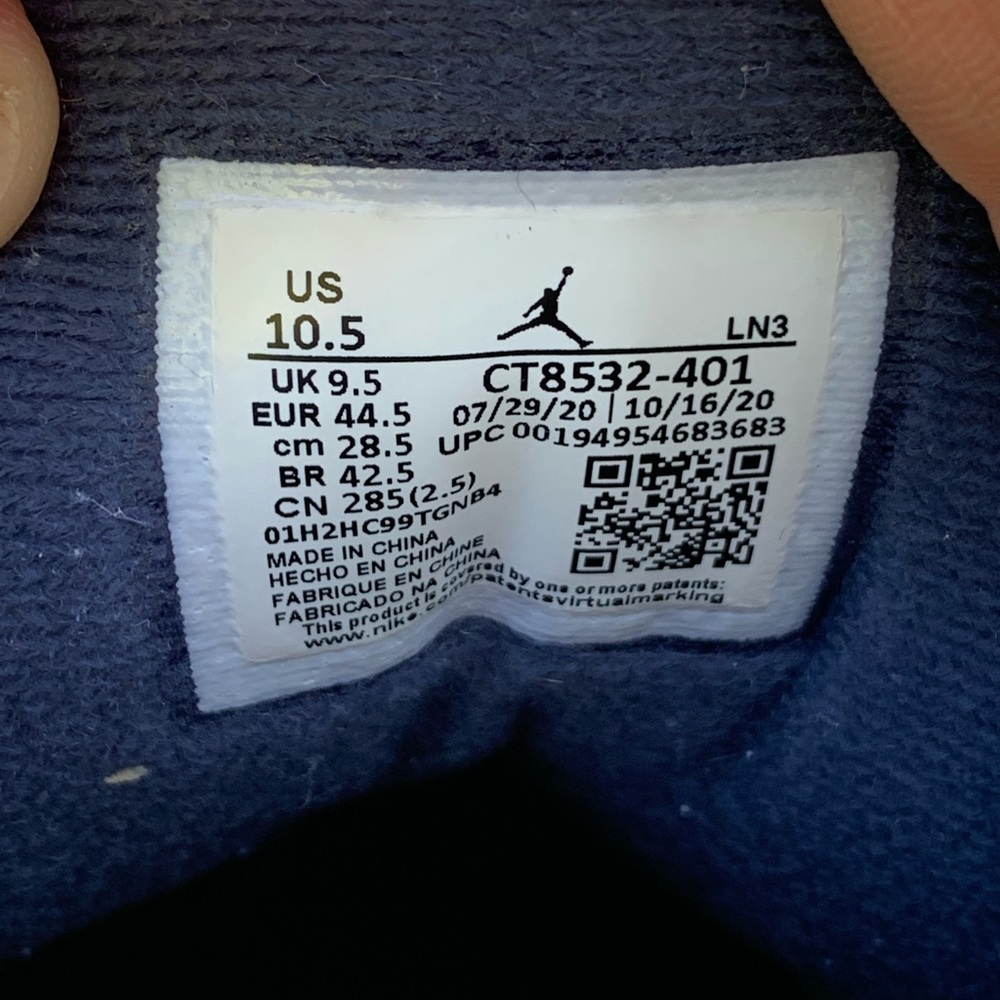 US
10.5
LN3
UK 9.5
CT8532-401
EUR 44.5
07/29/20 | 10/16/20
cm 28.5
UPC 00194954683683
BR 42.5
CN 285(2.5)
01H2HC99TGNB4
MADE IN CHINA
HECHO EN CHINA
FABRIQUE EN CHINE
FABRICADO NA CHINA
This product is covered by one or more patents:
www.nike.com/patentsvirtualmarking